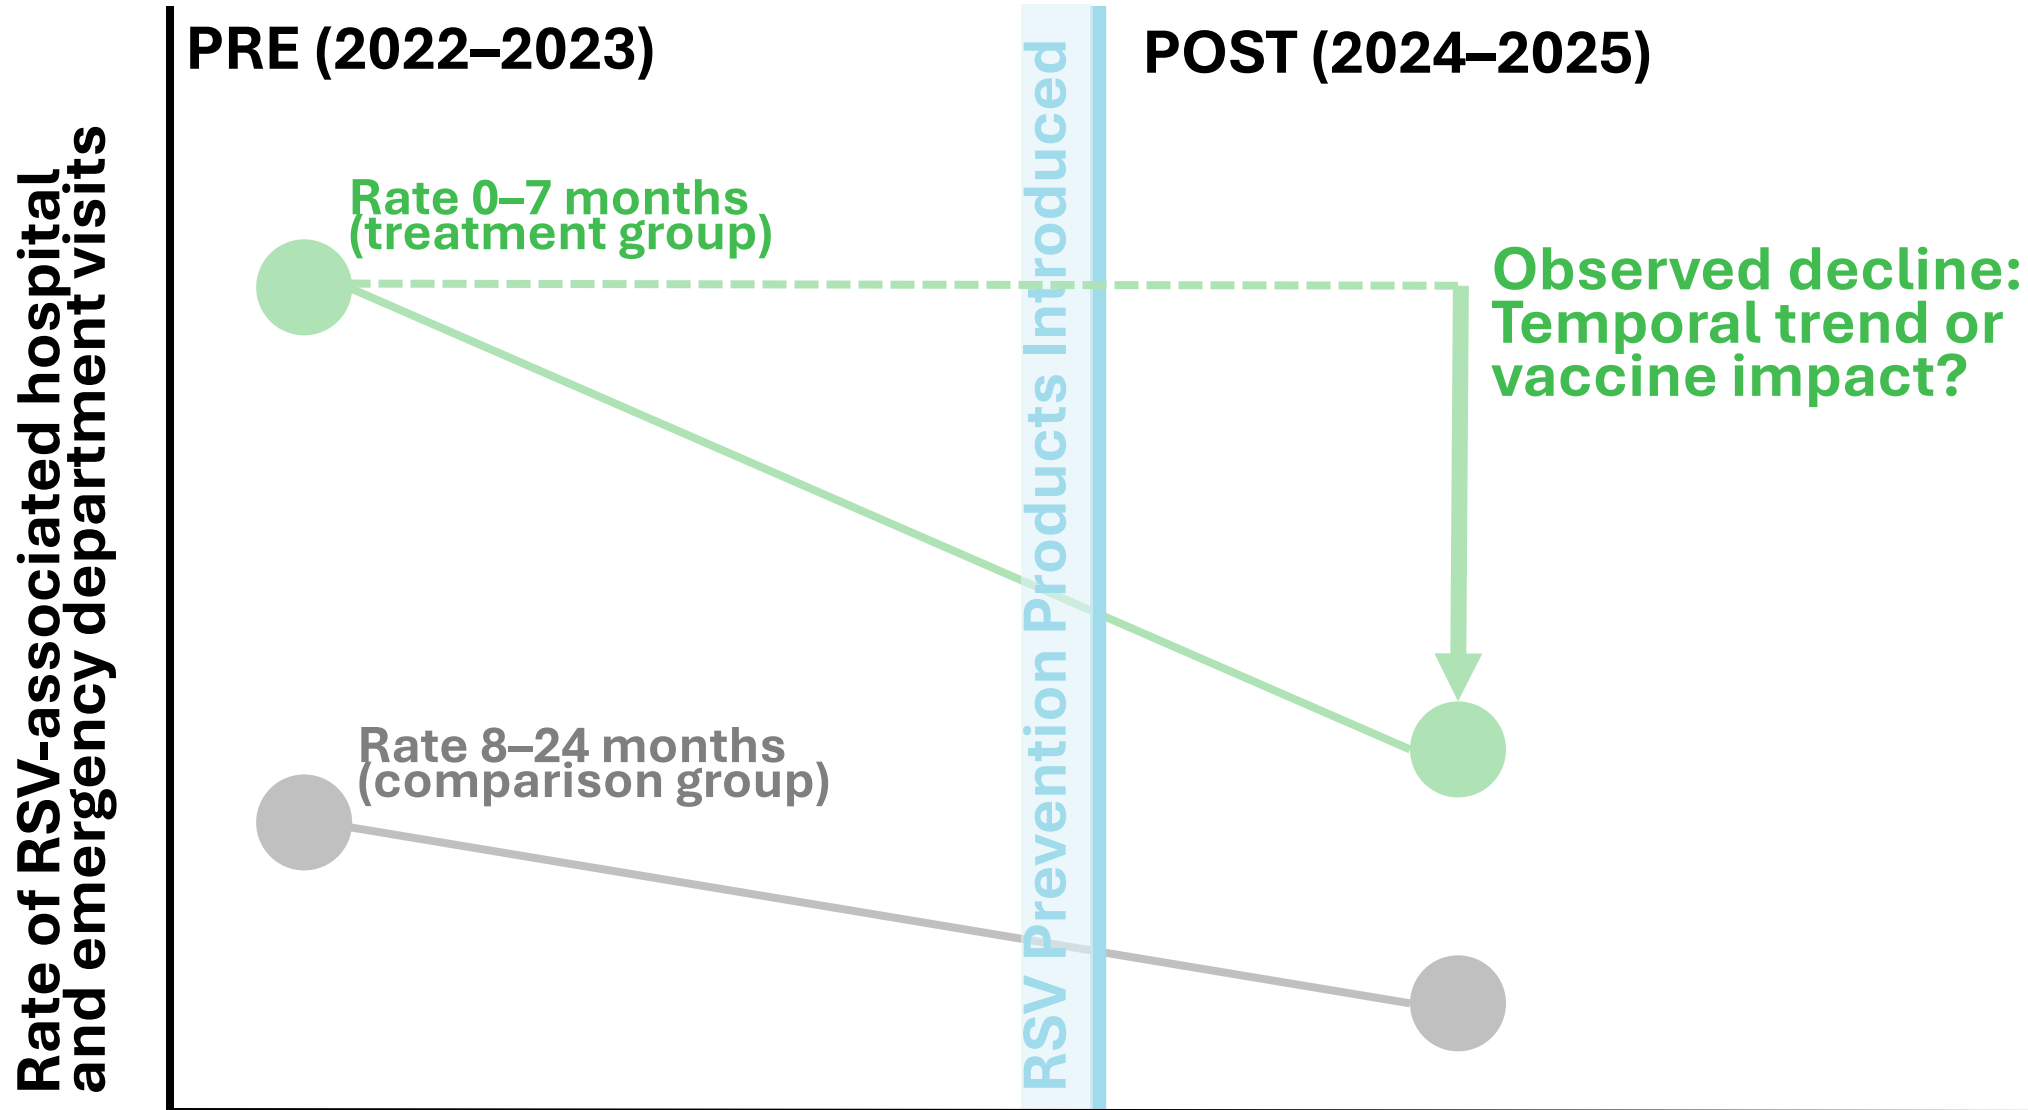 PRE (2022–2023)
POST (2024–2025)
Rate of RSV-associated hospital
and emergency department visits
Rate 0–7 months
(treatment group)
RSV Prevention Products Introduced
Observed decline:
Temporal trend or
vaccine impact?
Rate 8–24 months
(comparison group)